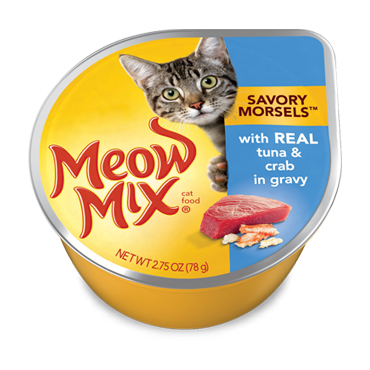 SAVORY
MORSELS™
with REAL
tuna &
crab
in gravy
Meow
Mix
cat
food
®
NET WT 2.75 OZ (78 g)